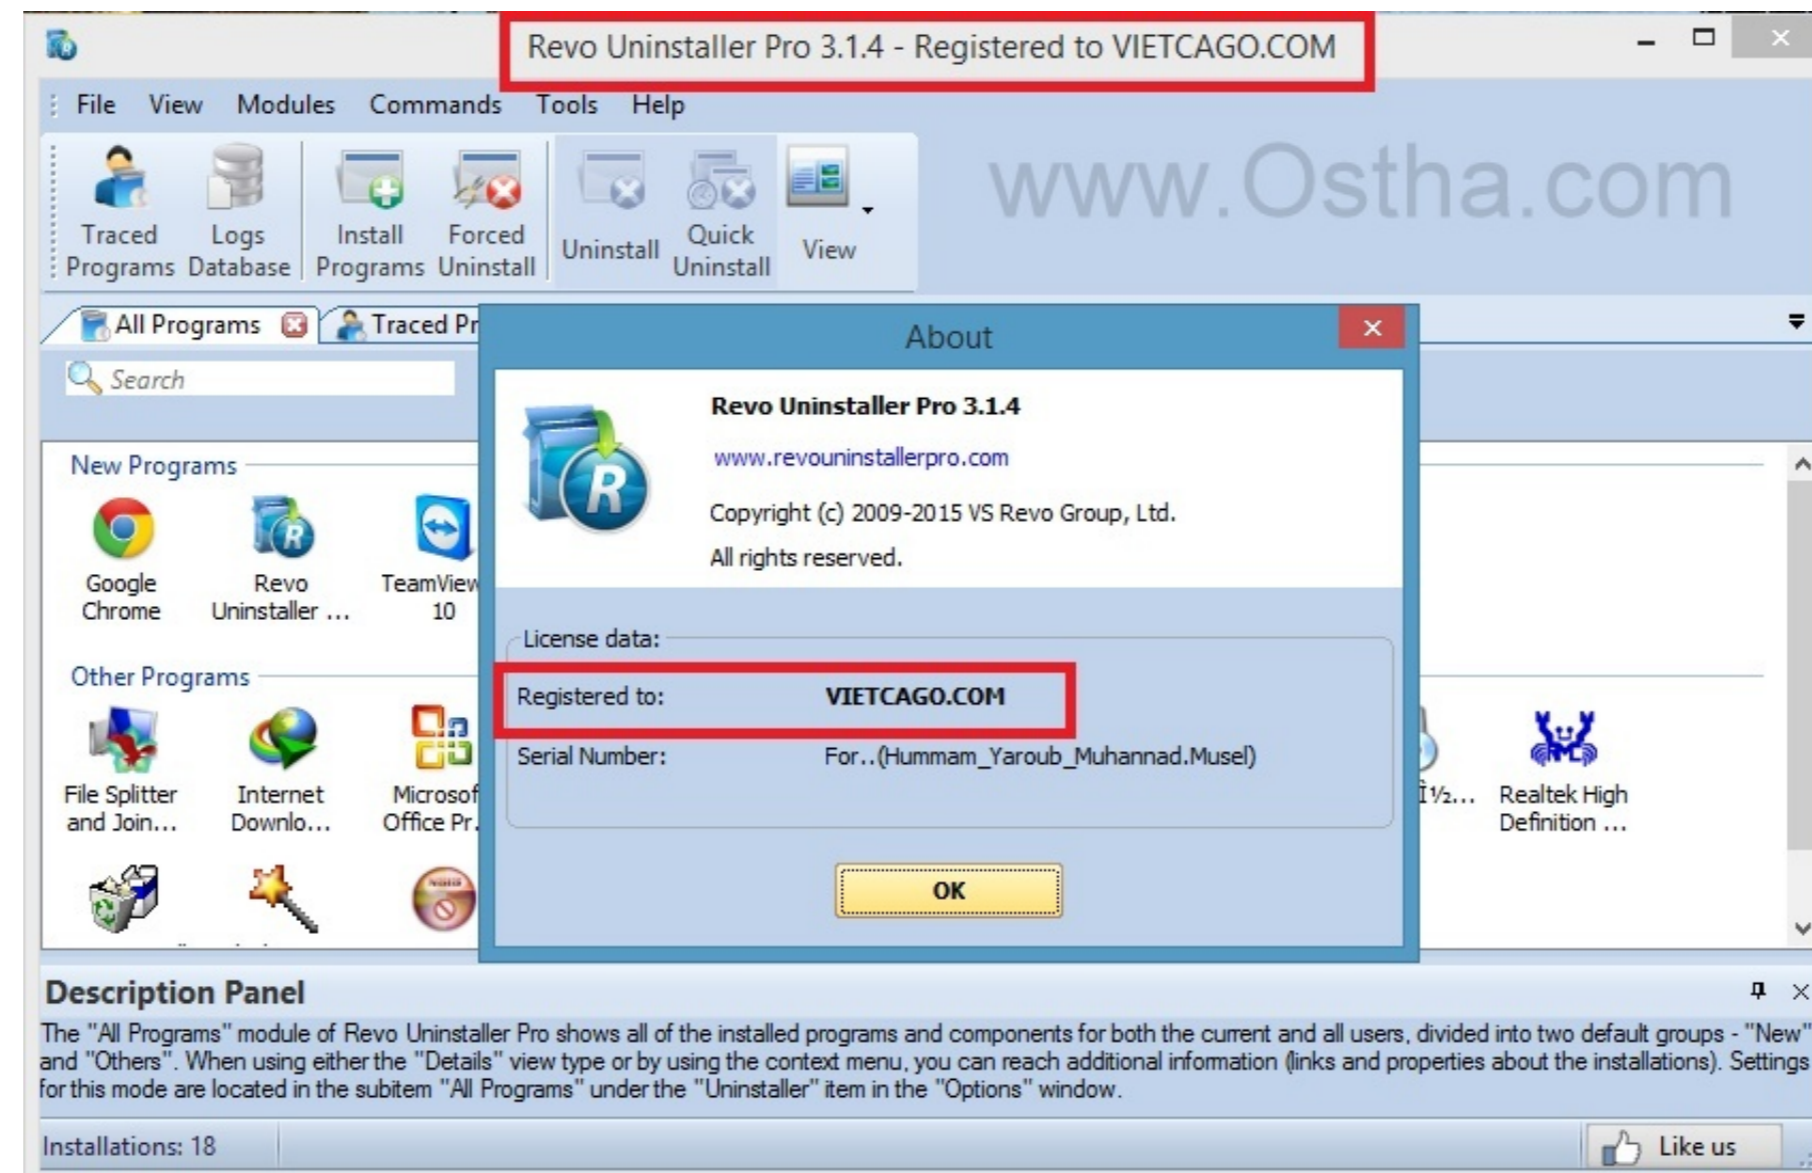 Revo Uninstaller Pro 3.1.4 - Registered to VIETCAGO.COM
File View Modules Commands Tools Help
www.Ostha.com
Traced Programs
Logs Database
Install Programs
Forced Uninstall
Uninstall
Quick Uninstall
View
All Programs
Traced Pr
Search
About
Revo Uninstaller Pro 3.1.4
www.revouninstallerpro.com
Copyright (c) 2009-2015 VS Revo Group, Ltd.
All rights reserved.
License data:
Registered to: VIETCAGO.COM
Serial Number: For..(Hummam_Yaroub_Muhannad.Musel)
OK
New Programs
Google Chrome
Revo Uninstaller ...
TeamView 10
Other Programs
File Splitter and Join...
Internet Downlo...
Microsof Office Pr.
Realtek High Definition ...
Description Panel
The "All Programs" module of Revo Uninstaller Pro shows all of the installed programs and components for both the current and all users, divided into two default groups - "New"
and "Others". When using either the "Details" view type or by using the context menu, you can reach additional information (links and properties about the installations). Settings
for this mode are located in the subitem "All Programs" under the "Uninstaller" item in the "Options" window.
Installations: 18
Like us